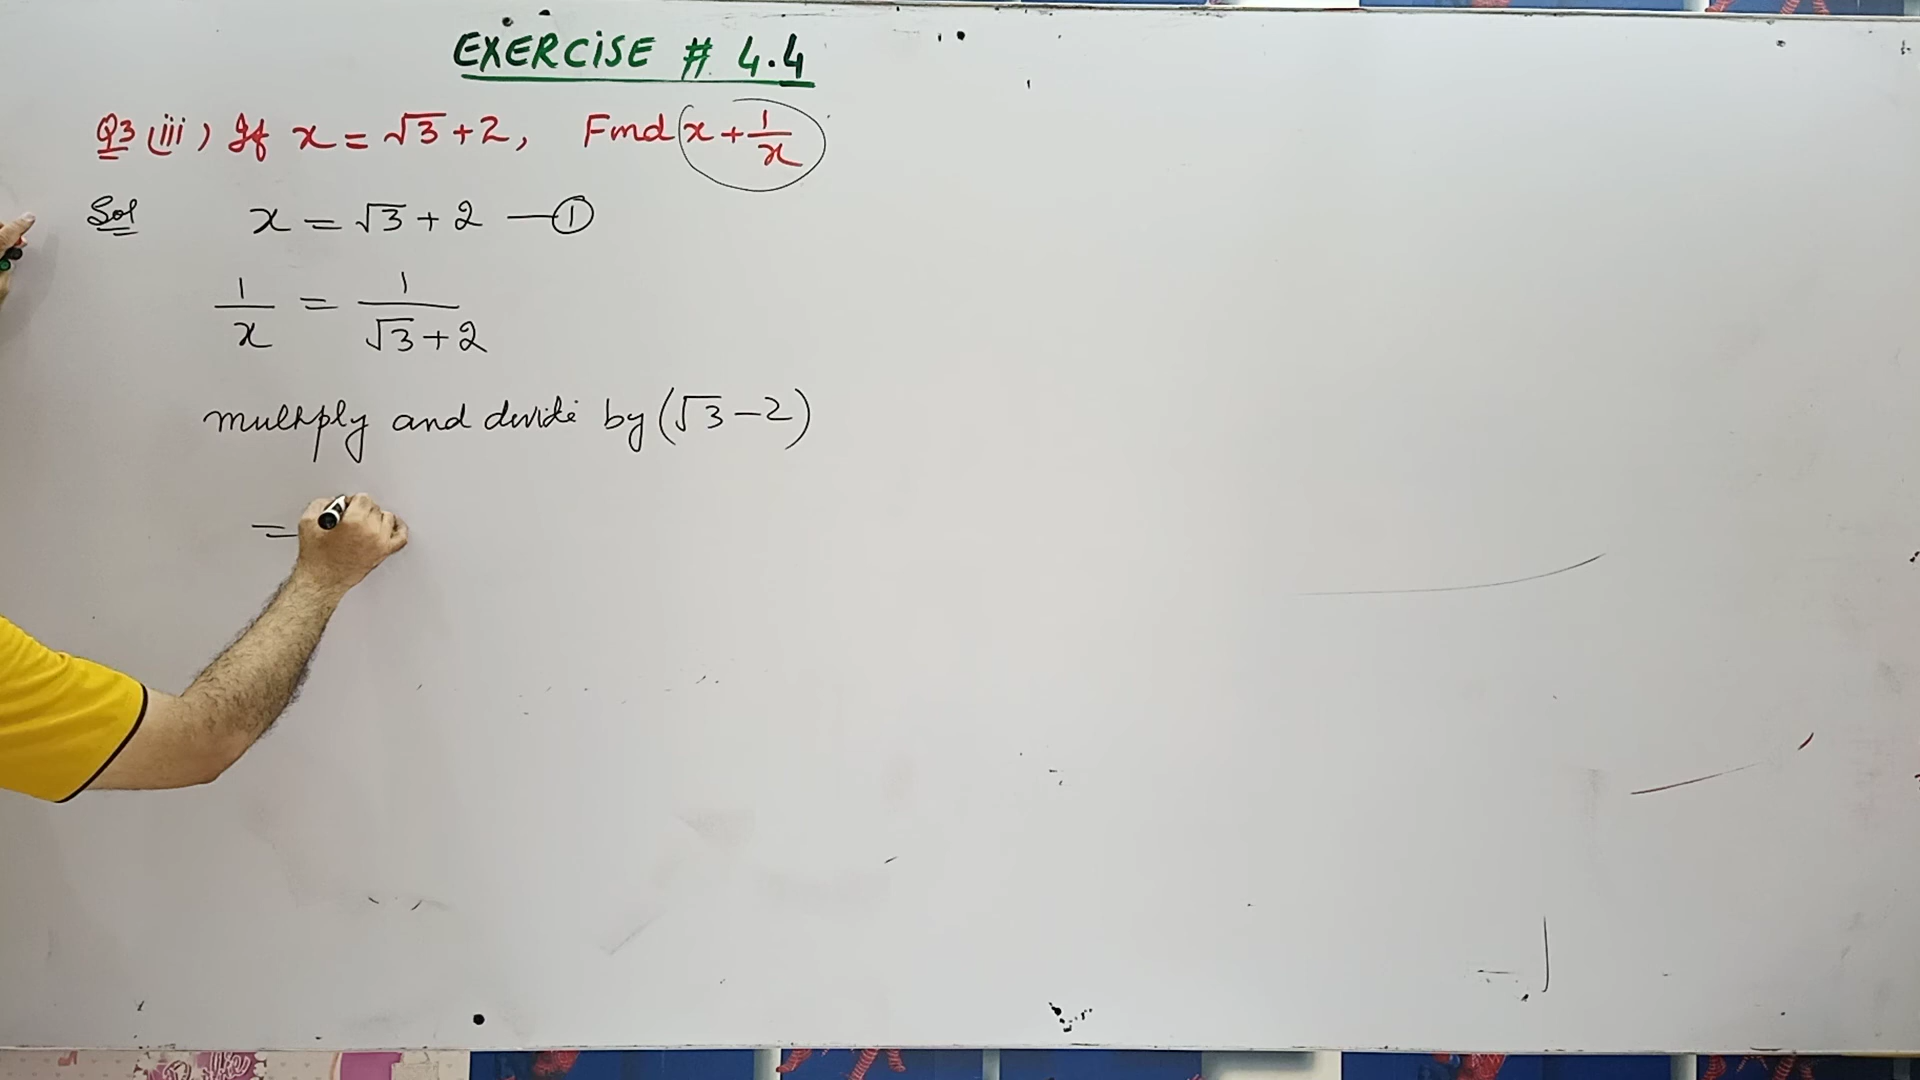 EXERCISE # 4.4
Q3 (iii) If x = √3 + 2, Find x + 1/x
Sol x = √3 + 2 — ①
1/x = 1/(√3 + 2)
multiply and divide by (√3 - 2)
=